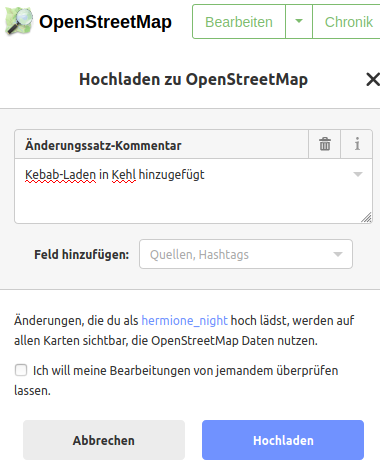 OpenStreetMap Bearbeiten Chronik
Hochladen zu OpenStreetMap
Änderungssatz-Kommentar
Kebab-Laden in Kehl hinzugefügt
Feld hinzufügen: Quellen, Hashtags
Änderungen, die du als hermione_night hoch lädst, werden auf
allen Karten sichtbar, die OpenStreetMap Daten nutzen.
Ich will meine Bearbeitungen von jemandem überprüfen
lassen.
Abbrechen Hochladen